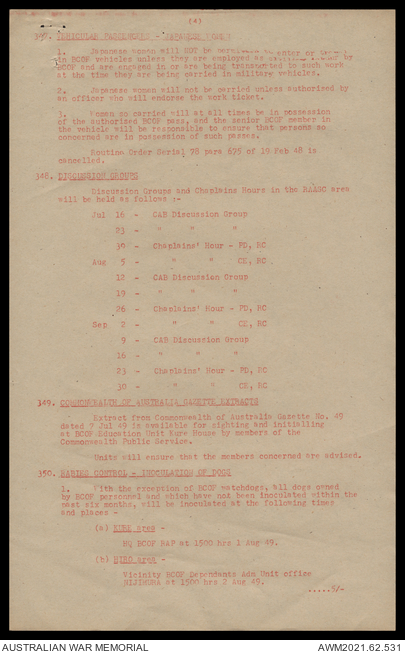 (4)
347. VEHICULAR PASSENGERS - JAPANESE WOMEN
1. Japanese women will NOT be enter or
in BCOF vehicles unless they are employed as by
BCOF and are engaged in or are being transported to such work
at the time they are being carried in military vehicles.
2. Japanese women will not be carried unless authorised by
an officer who will endorse the work ticket.
3. Women so carried will at all times be in possession
of the authorised BCOF pass, and the senior BCOF member in
the vehicle will be responsible to ensure that persons so
concerned are in possession of such passes.
Routine Order Serial 78 para 675 of 19 Feb 48 is
cancelled.
348. DISCUSSION GROUPS
Discussion Groups and Chaplains Hours in the RAASC area
will be held as follows :-
Jul 16 - CAB Discussion Group
23 - " " "
30 - Chaplains' Hour - PD, RC
Aug 5 - " " CE, RC
12 - CAB Discussion Group
19 - " " "
26 - Chaplains' Hour - PD, RC
Sep 2 - " " CE, RC
9 - CAB Discussion Group
16 - " " "
23 - Chaplains' Hour - PD, RC
30 - " " CE, RC
349. COMMONWEALTH OF AUSTRALIA GAZETTE EXTRACTS
Extract from Commonwealth of Australia Gazette No. 49
dated 7 Jul 49 is available for sighting and initialling
at BCOF Education Unit Kure House by members of the
Commonwealth Public Service.
Units will ensure that the members concerned are advised.
350. RABIES CONTROL - INOCULATION OF DOGS
1. With the exception of BCOF watchdogs, all dogs owned
by BCOF personnel and which have not been inoculated within the
past six months, will be inoculated at the following times
and places -
(a) KURE area -
HQ BCOF RAP at 1500 hrs 1 Aug 49.
(b) HIRO area -
Vicinity BCOF Dependants Adm Unit office
NIJIMURA at 1500 hrs 2 Aug 49.
.....5/-
AUSTRALIAN WAR MEMORIAL
AWM2021.62.531